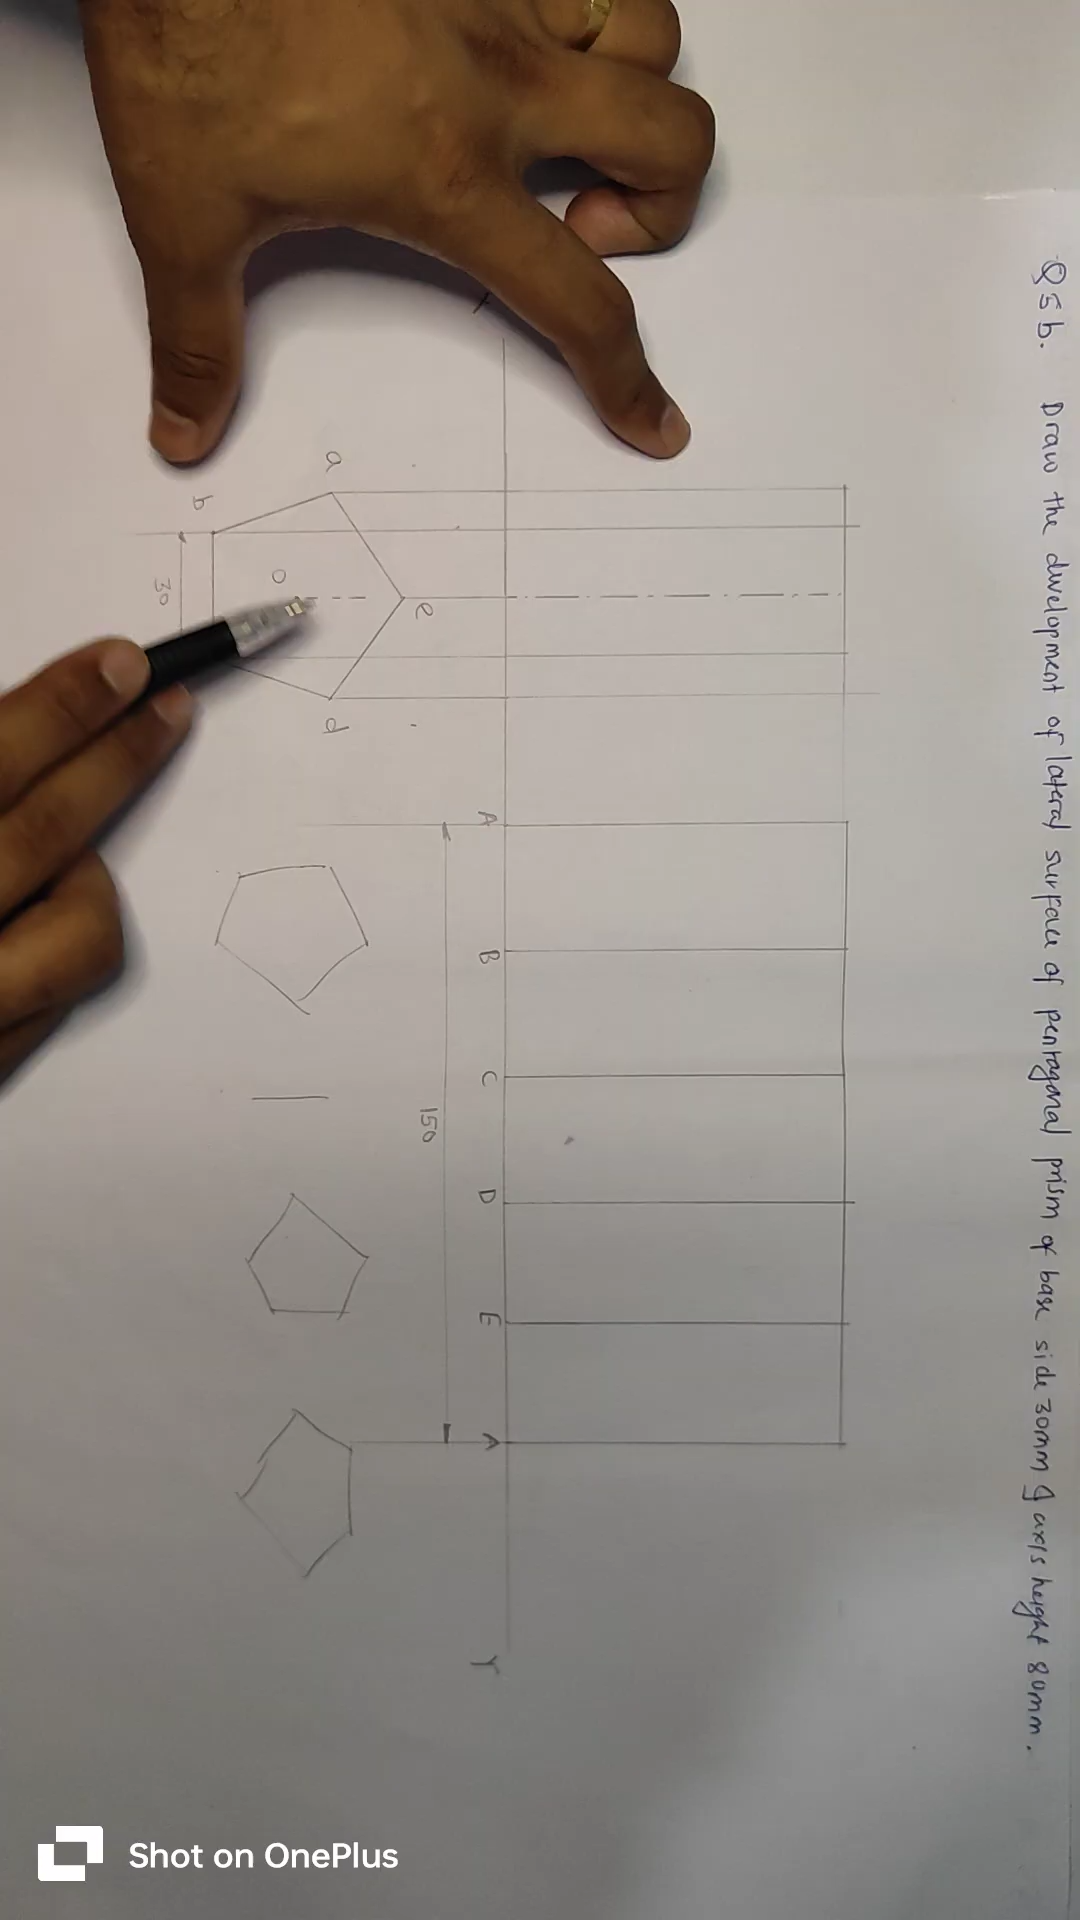 Q5b. Draw the development of lateral surface of pentagonal prism of base side 30mm & axis height 80mm.
X
Y
A B C D E A
150
a
b
e
o
d
30
Shot on OnePlus